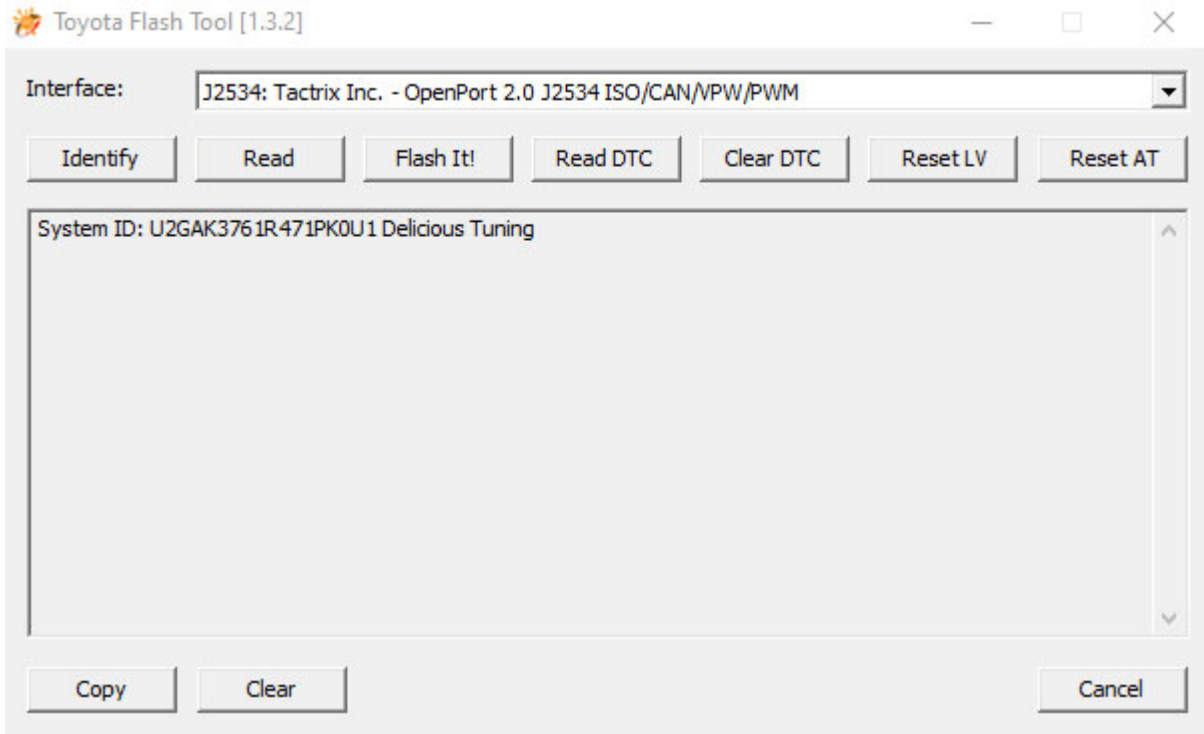 Toyota Flash Tool [1.3.2]
Interface: J2534: Tactrix Inc. - OpenPort 2.0 J2534 ISO/CAN/VPW/PWM
Identify Read Flash It! Read DTC Clear DTC Reset LV Reset AT
System ID: U2GAK3761R471PK0U1 Delicious Tuning
Copy Clear Cancel